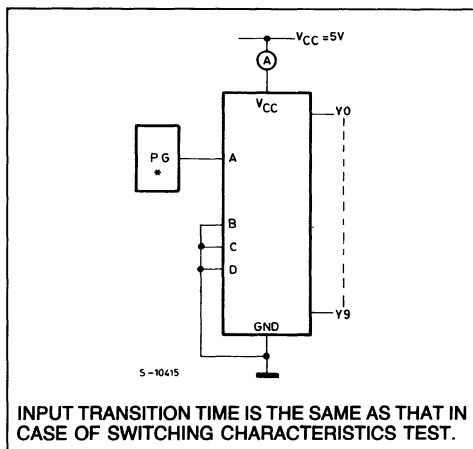 VCC = 5V
A
VCC
Y0
PG
*
A
B
C
D
Y9
GND
S-10415
INPUT TRANSITION TIME IS THE SAME AS THAT IN
CASE OF SWITCHING CHARACTERISTICS TEST.